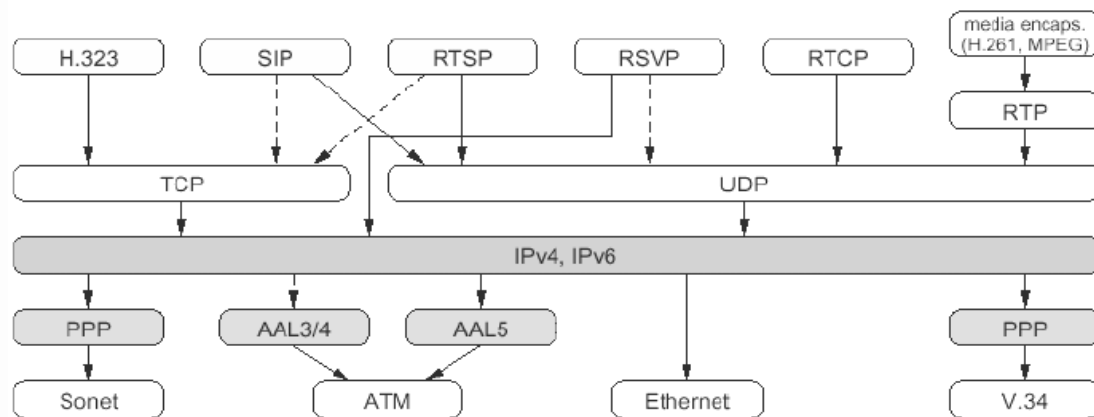 media encaps.
(H.261, MPEG)
H.323
SIP
RTSP
RSVP
RTCP
RTP
TCP
UDP
IPv4, IPv6
PPP
AAL3/4
AAL5
PPP
Sonet
ATM
Ethernet
V.34